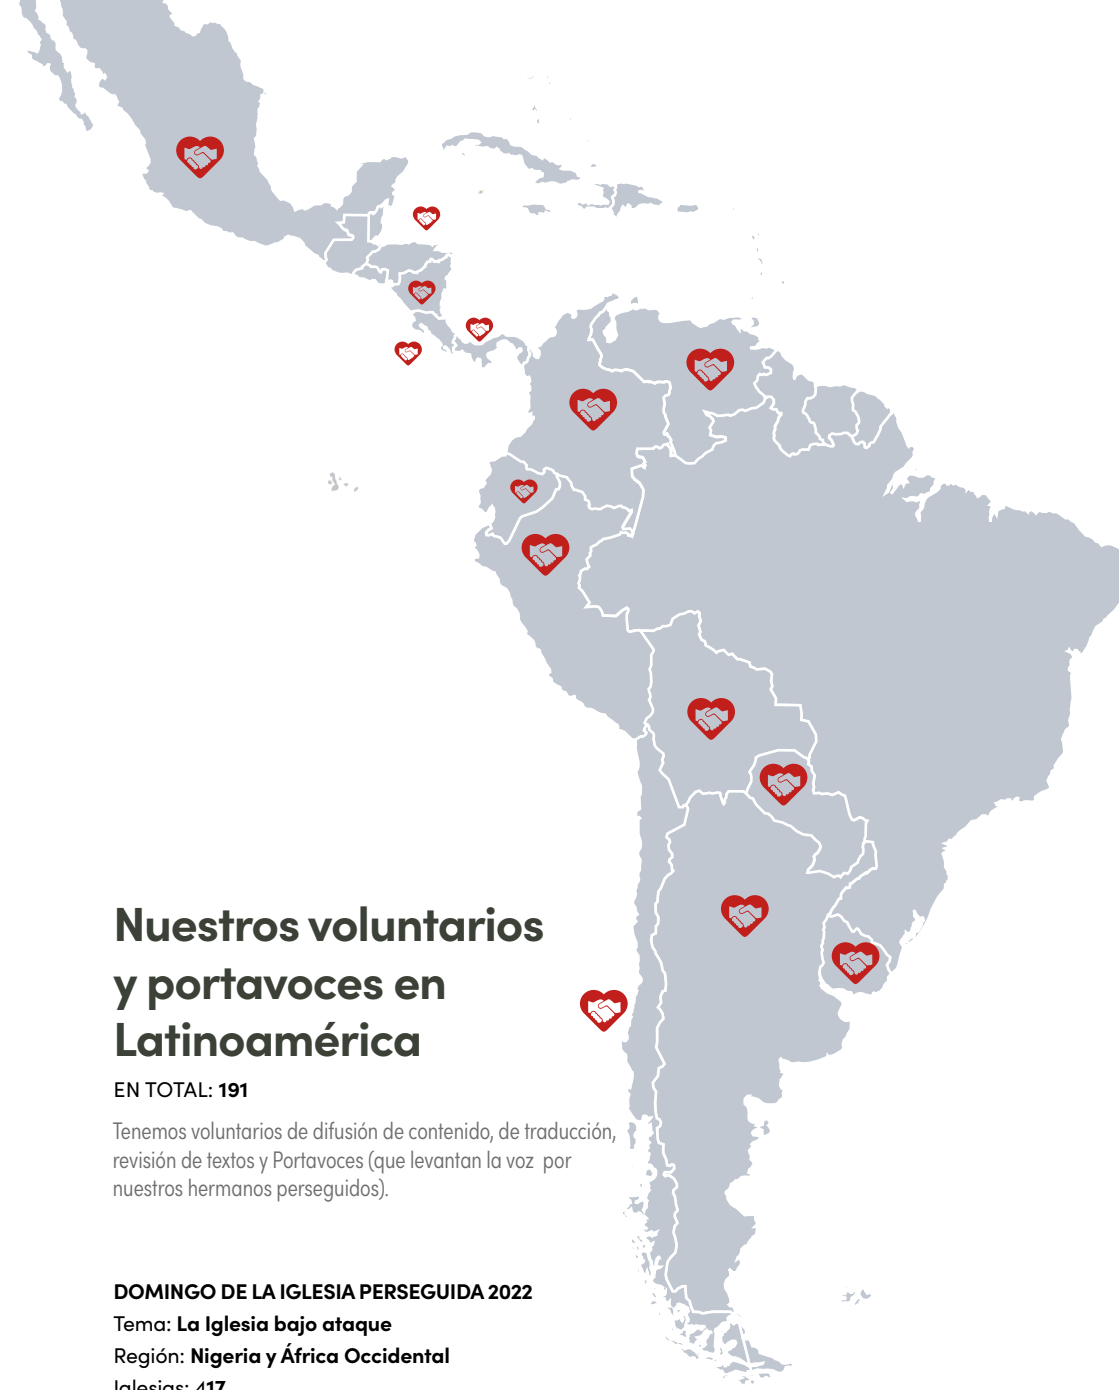 Nuestros voluntarios
y portavoces en
Latinoamérica
EN TOTAL: 191
Tenemos voluntarios de difusión de contenido, de traducción,
revisión de textos y Portavoces (que levantan la voz por
nuestros hermanos perseguidos).
DOMINGO DE LA IGLESIA PERSEGUIDA 2022
Tema: La Iglesia bajo ataque
Región: Nigeria y África Occidental
Iglesias: 417